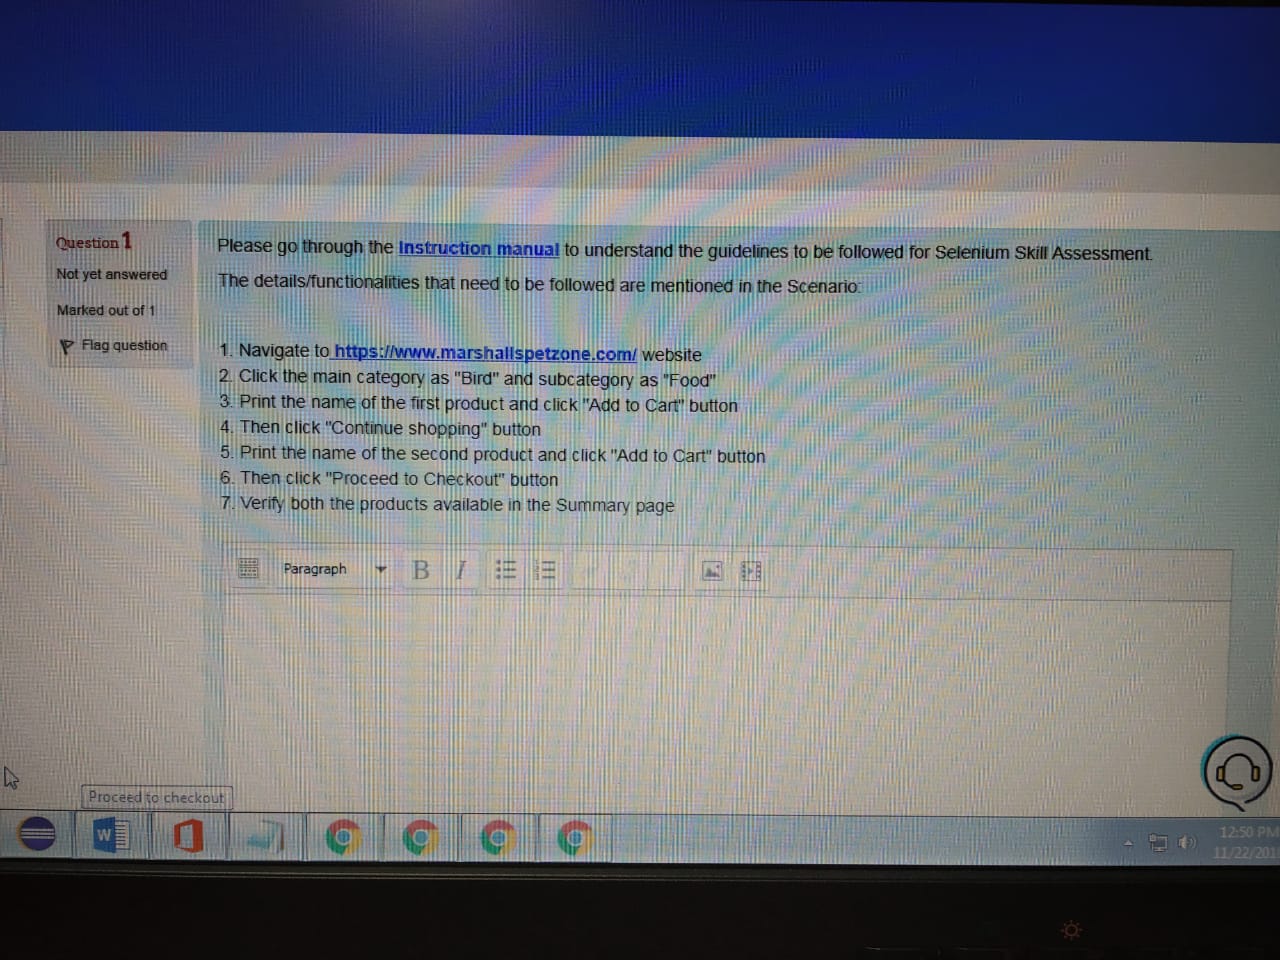 Question 1
Not yet answered
Marked out of 1
Flag question
Please go through the Instruction manual to understand the guidelines to be followed for Selenium Skill Assessment.
The details/functionalities that need to be followed are mentioned in the Scenario:
1. Navigate to https://www.marshallspetzone.com/ website
2. Click the main category as "Bird" and subcategory as "Food"
3. Print the name of the first product and click "Add to Cart" button
4. Then click "Continue shopping" button
5. Print the name of the second product and click "Add to Cart" button
6. Then click "Proceed to Checkout" button
7. Verify both the products available in the Summary page
Paragraph
B I
Proceed to checkout
W
12:50 PM
11/22/201